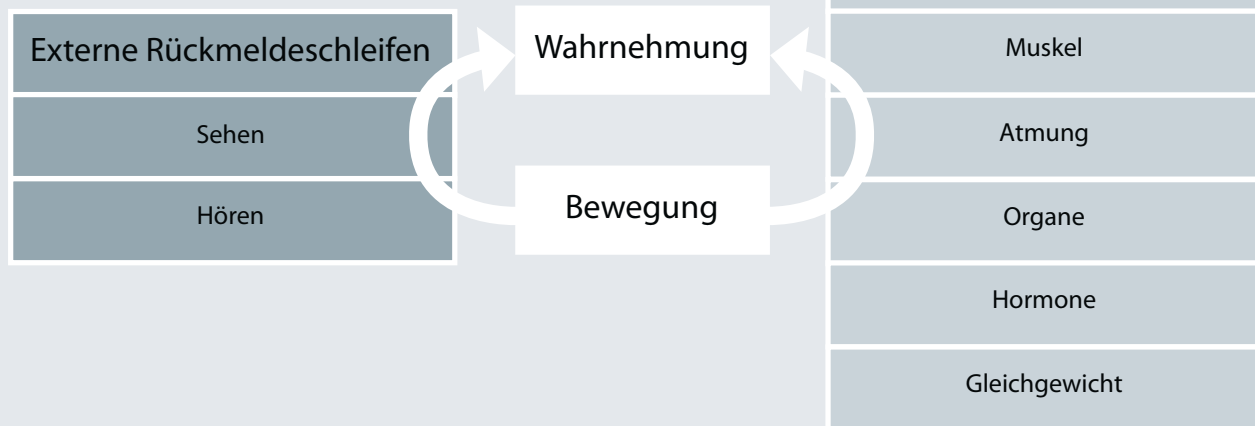 Externe Rückmeldeschleifen
Sehen
Hören
Wahrnehmung
Bewegung
Muskel
Atmung
Organe
Hormone
Gleichgewicht